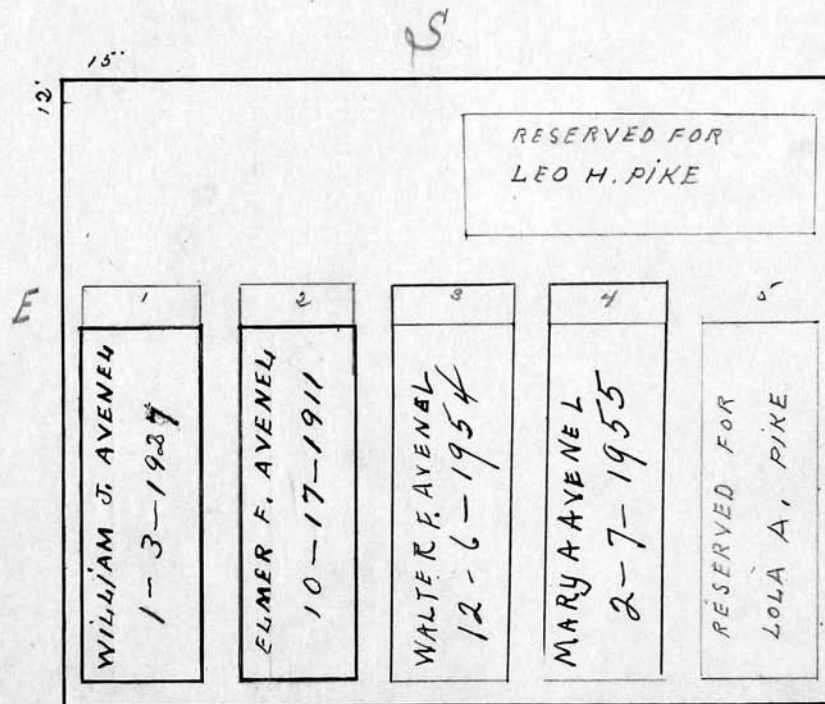 S
15'
12'
RESERVED FOR
LEO H. PIKE
E
1
2
3
4
5
WILLIAM J. AVENEL
1-3-1927
ELMER E. AVENEL
10-17-1911
WALTER F. AVENEL
12-6-1954
MARY A AVENEL
2-7-1955
RESERVED FOR
LOLA A. PIKE